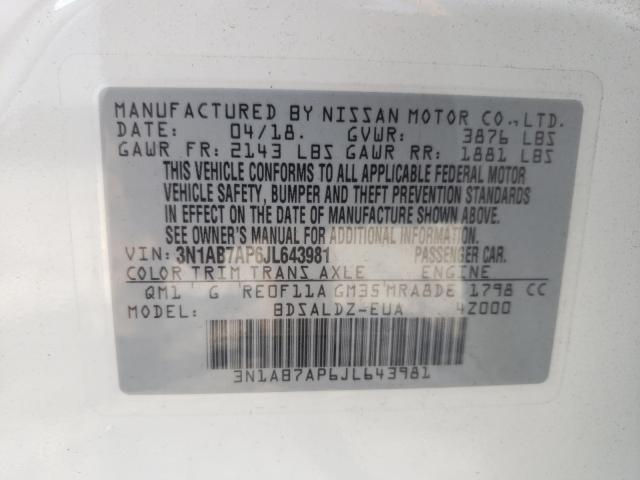 MANUFACTURED BY NISSAN MOTOR CO.,LTD.
DATE: 04/18. GVWR: 3876 LBS
GAWR FR: 2143 LBS GAWR RR: 1881 LBS
THIS VEHICLE CONFORMS TO ALL APPLICABLE FEDERAL MOTOR
VEHICLE SAFETY, BUMPER AND THEFT PREVENTION STANDARDS
IN EFFECT ON THE DATE OF MANUFACTURE SHOWN ABOVE.
SEE OWNER'S MANUAL FOR ADDITIONAL INFORMATION.
VIN: 3N1AB7AP6JL643981 PASSENGER CAR.
COLOR TRIM TRANS AXLE ENGINE
QM1 G RE0F11A GM35 MRA8DE 1798 CC
MODEL: BDSALDZ-EUA 4Z000
3N1AB7AP6JL643981